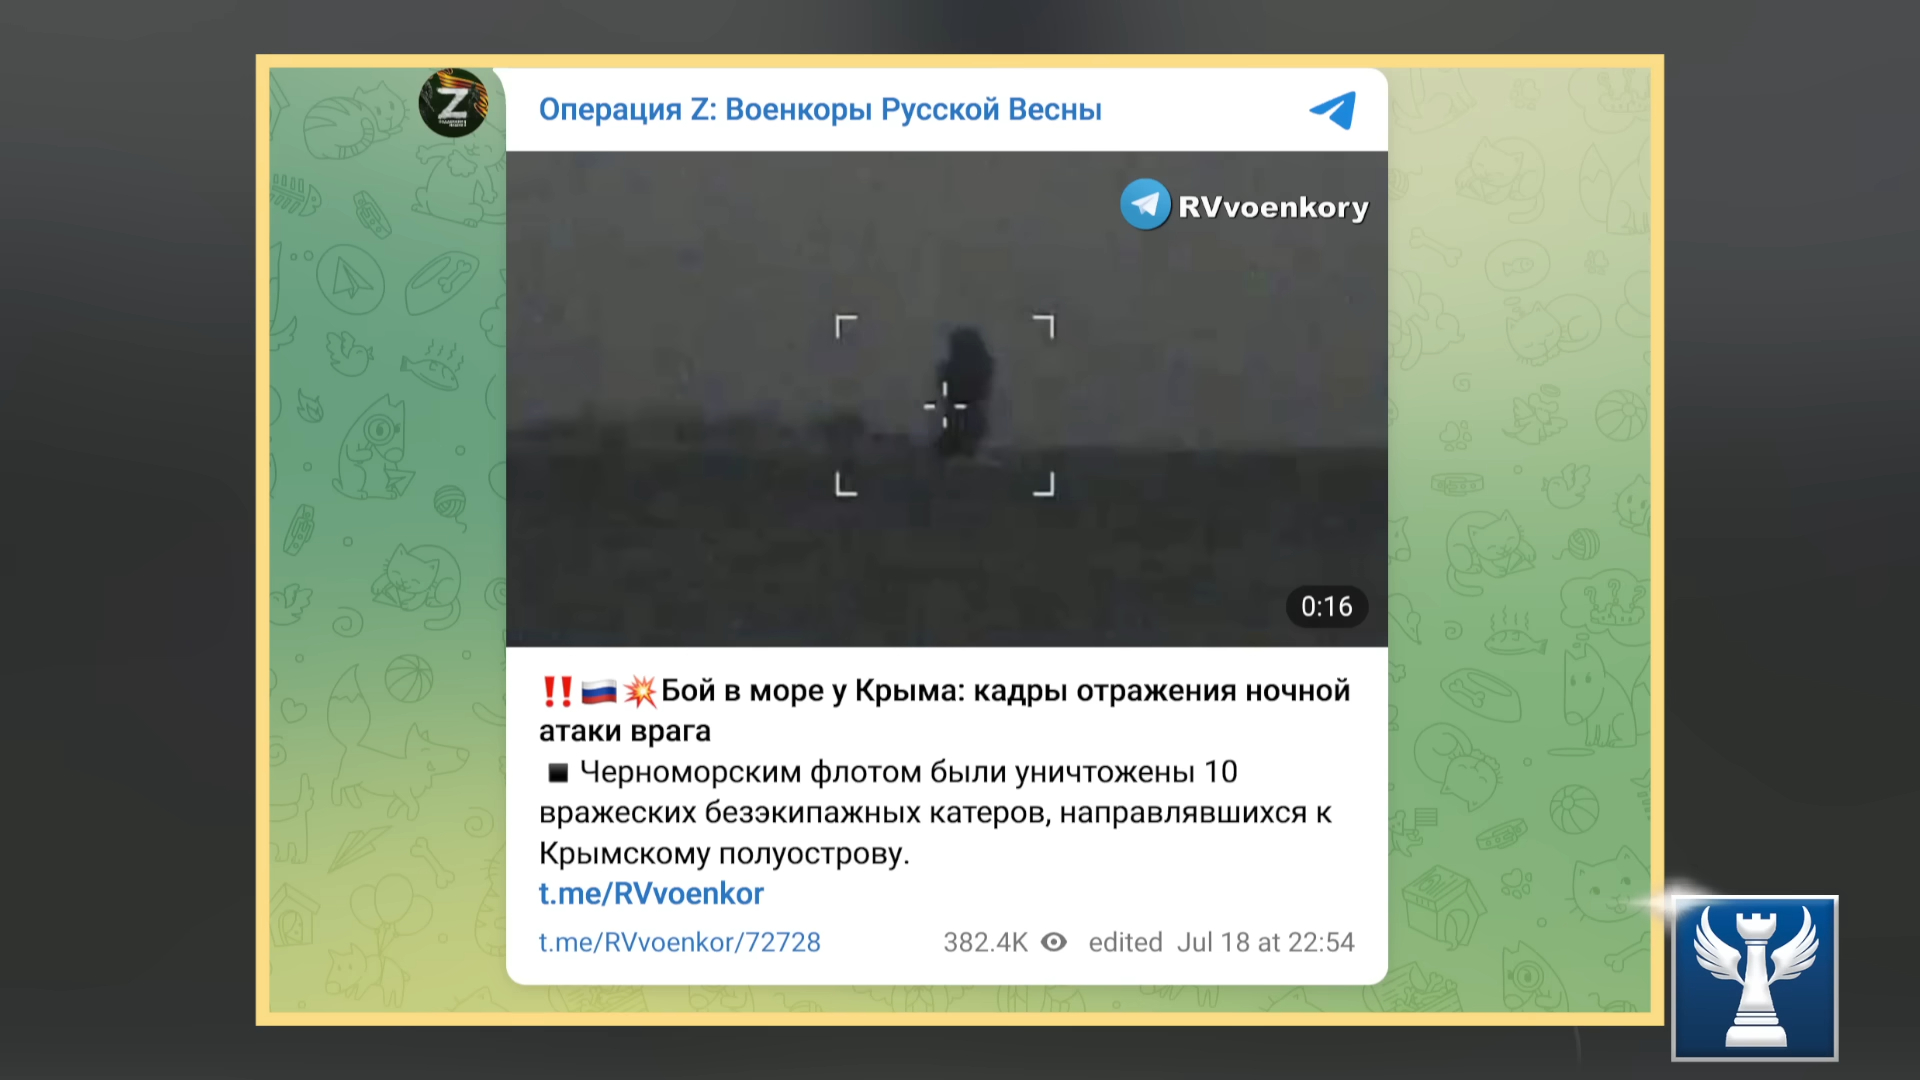 Операция Z: Военкоры Русской Весны
Z
RVvoenkory
0:16
‼️🇷🇺💥Бой в море у Крыма: кадры отражения ночной
атаки врага
◾️ Черноморским флотом были уничтожены 10
вражеских безэкипажных катеров, направлявшихся к
Крымскому полуострову.
t.me/RVvoenkor
t.me/RVvoenkor/72728 382.4K edited Jul 18 at 22:54